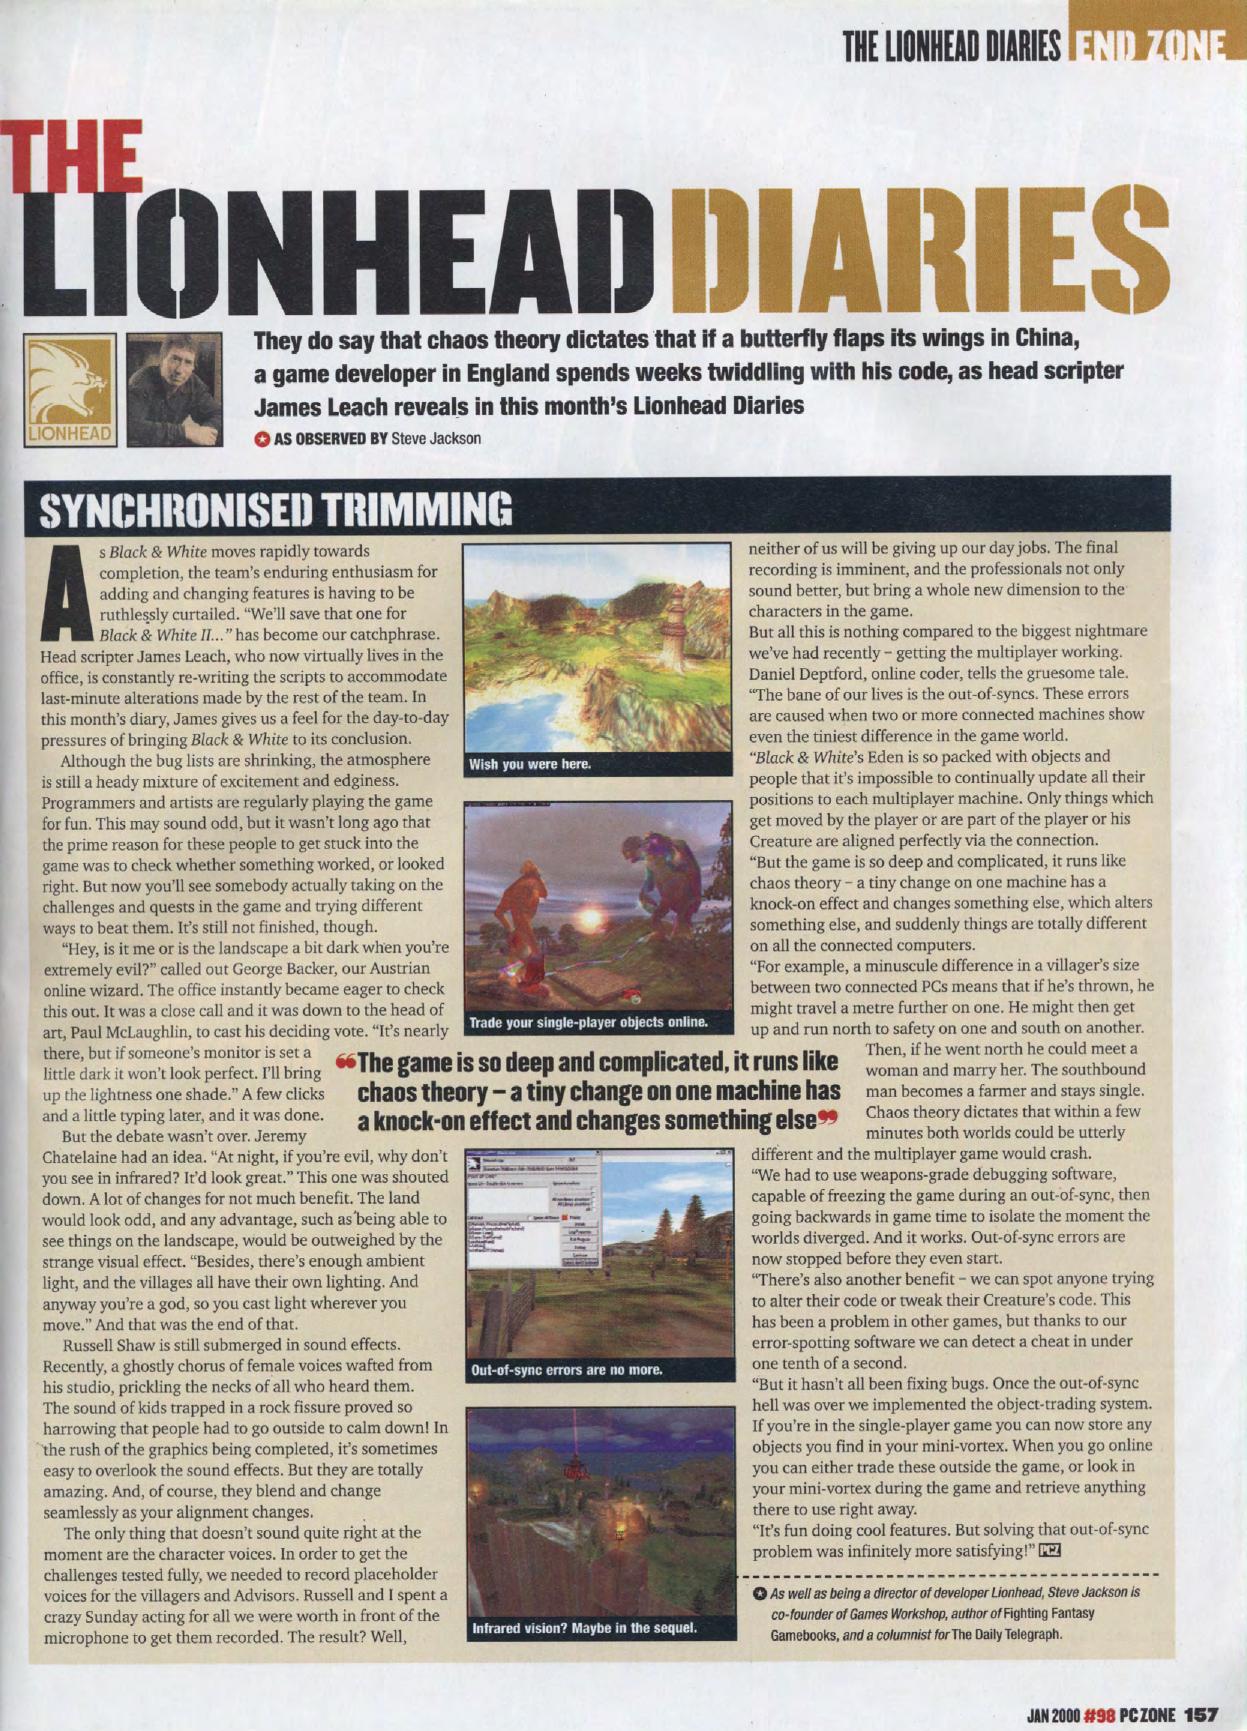 THE LIONHEAD DIARIES END ZONE
THE
LIONHEAD DIARIES
LIONHEAD
They do say that chaos theory dictates that if a butterfly flaps its wings in China,
a game developer in England spends weeks twiddling with his code, as head scripter
James Leach reveals in this month's Lionhead Diaries
AS OBSERVED BY Steve Jackson
SYNCHRONISED TRIMMING
As Black & White moves rapidly towards
completion, the team's enduring enthusiasm for
adding and changing features is having to be
ruthlessly curtailed. "We'll save that one for
Black & White II..." has become our catchphrase.
Head scripter James Leach, who now virtually lives in the
office, is constantly re-writing the scripts to accommodate
last-minute alterations made by the rest of the team. In
this month's diary, James gives us a feel for the day-to-day
pressures of bringing Black & White to its conclusion.
Although the bug lists are shrinking, the atmosphere
is still a heady mixture of excitement and edginess.
Programmers and artists are regularly playing the game
for fun. This may sound odd, but it wasn't long ago that
the prime reason for these people to get stuck into the
game was to check whether something worked, or looked
right. But now you'll see somebody actually taking on the
challenges and quests in the game and trying different
ways to beat them. It's still not finished, though.
"Hey, is it me or is the landscape a bit dark when you're
extremely evil?" called out George Backer, our Austrian
online wizard. The office instantly became eager to check
this out. It was a close call and it was down to the head of
art, Paul McLaughlin, to cast his deciding vote. "It's nearly
there, but if someone's monitor is set a
little dark it won't look perfect. I'll bring
up the lightness one shade." A few clicks
and a little typing later, and it was done.
But the debate wasn't over. Jeremy
Chatelaine had an idea. "At night, if you're evil, why don't
you see in infrared? It'd look great." This one was shouted
down. A lot of changes for not much benefit. The land
would look odd, and any advantage, such as being able to
see things on the landscape, would be outweighed by the
strange visual effect. "Besides, there's enough ambient
light, and the villages all have their own lighting. And
anyway you're a god, so you cast light wherever you
move." And that was the end of that.
Russell Shaw is still submerged in sound effects.
Recently, a ghostly chorus of female voices wafted from
his studio, prickling the necks of all who heard them.
The sound of kids trapped in a rock fissure proved so
harrowing that people had to go outside to calm down! In
the rush of the graphics being completed, it's sometimes
easy to overlook the sound effects. But they are totally
amazing. And, of course, they blend and change
seamlessly as your alignment changes.
The only thing that doesn't sound quite right at the
moment are the character voices. In order to get the
challenges tested fully, we needed to record placeholder
voices for the villagers and Advisors. Russell and I spent a
crazy Sunday acting for all we were worth in front of the
microphone to get them recorded. The result? Well,
Wish you were here.
Trade your single-player objects online.
"The game is so deep and complicated, it runs like
chaos theory – a tiny change on one machine has
a knock-on effect and changes something else"
Out-of-sync errors are no more.
Infrared vision? Maybe in the sequel.
neither of us will be giving up our day jobs. The final
recording is imminent, and the professionals not only
sound better, but bring a whole new dimension to the
characters in the game.
But all this is nothing compared to the biggest nightmare
we've had recently – getting the multiplayer working.
Daniel Deptford, online coder, tells the gruesome tale.
"The bane of our lives is the out-of-syncs. These errors
are caused when two or more connected machines show
even the tiniest difference in the game world.
"Black & White's Eden is so packed with objects and
people that it's impossible to continually update all their
positions to each multiplayer machine. Only things which
get moved by the player or are part of the player or his
Creature are aligned perfectly via the connection.
"But the game is so deep and complicated, it runs like
chaos theory – a tiny change on one machine has a
knock-on effect and changes something else, which alters
something else, and suddenly things are totally different
on all the connected computers.
"For example, a minuscule difference in a villager's size
between two connected PCs means that if he's thrown, he
might travel a metre further on one. He might then get
up and run north to safety on one and south on another.
Then, if he went north he could meet a
woman and marry her. The southbound
man becomes a farmer and stays single.
Chaos theory dictates that within a few
minutes both worlds could be utterly
different and the multiplayer game would crash.
"We had to use weapons-grade debugging software,
capable of freezing the game during an out-of-sync, then
going backwards in game time to isolate the moment the
worlds diverged. And it works. Out-of-sync errors are
now stopped before they even start.
"There's also another benefit – we can spot anyone trying
to alter their code or tweak their Creature's code. This
has been a problem in other games, but thanks to our
error-spotting software we can detect a cheat in under
one tenth of a second.
"But it hasn't all been fixing bugs. Once the out-of-sync
hell was over we implemented the object-trading system.
If you're in the single-player game you can now store any
objects you find in your mini-vortex. When you go online
you can either trade these outside the game, or look in
your mini-vortex during the game and retrieve anything
there to use right away.
"It's fun doing cool features. But solving that out-of-sync
problem was infinitely more satisfying!" PCZ
As well as being a director of developer Lionhead, Steve Jackson is
co-founder of Games Workshop, author of Fighting Fantasy
Gamebooks, and a columnist for The Daily Telegraph.
JAN 2000 #98 PC ZONE 157